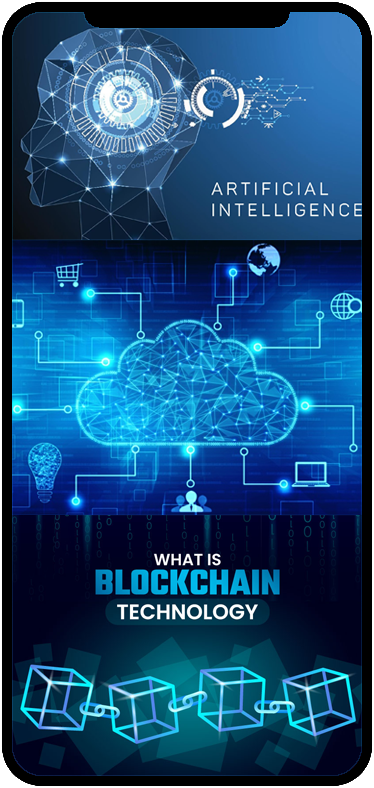 ARTIFICIAL
INTELLIGENCE
WHAT IS
BLOCKCHAIN
TECHNOLOGY